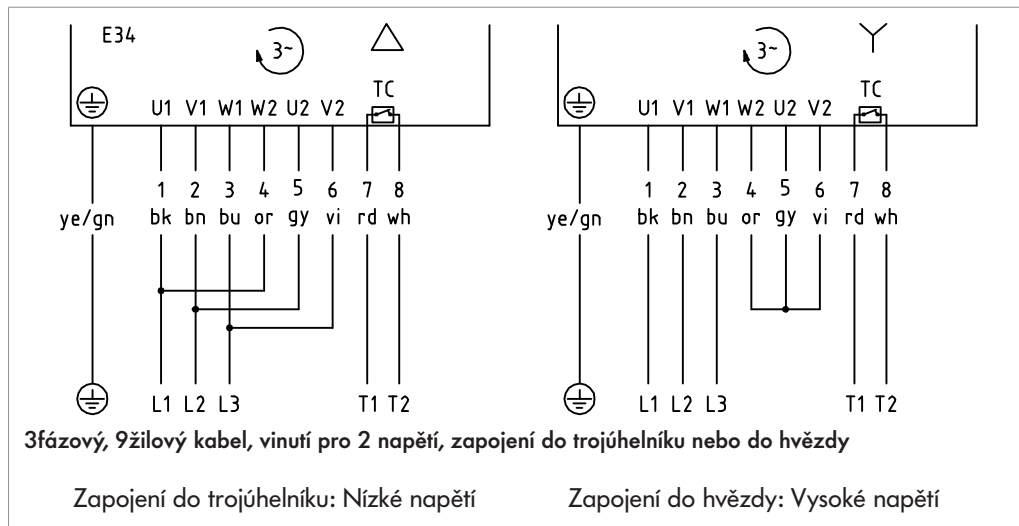 E34 3~ 3~
TC TC
U1 V1 W1 W2 U2 V2 U1 V1 W1 W2 U2 V2
1 2 3 4 5 6 7 8 1 2 3 4 5 6 7 8
ye/gn bk bn bu or gy vi rd wh ye/gn bk bn bu or gy vi rd wh
L1 L2 L3 T1 T2 L1 L2 L3 T1 T2
3fázový, 9žilový kabel, vinutí pro 2 napětí, zapojení do trojúhelníku nebo do hvězdy
Zapojení do trojúhelníku: Nízké napětí Zapojení do hvězdy: Vysoké napětí